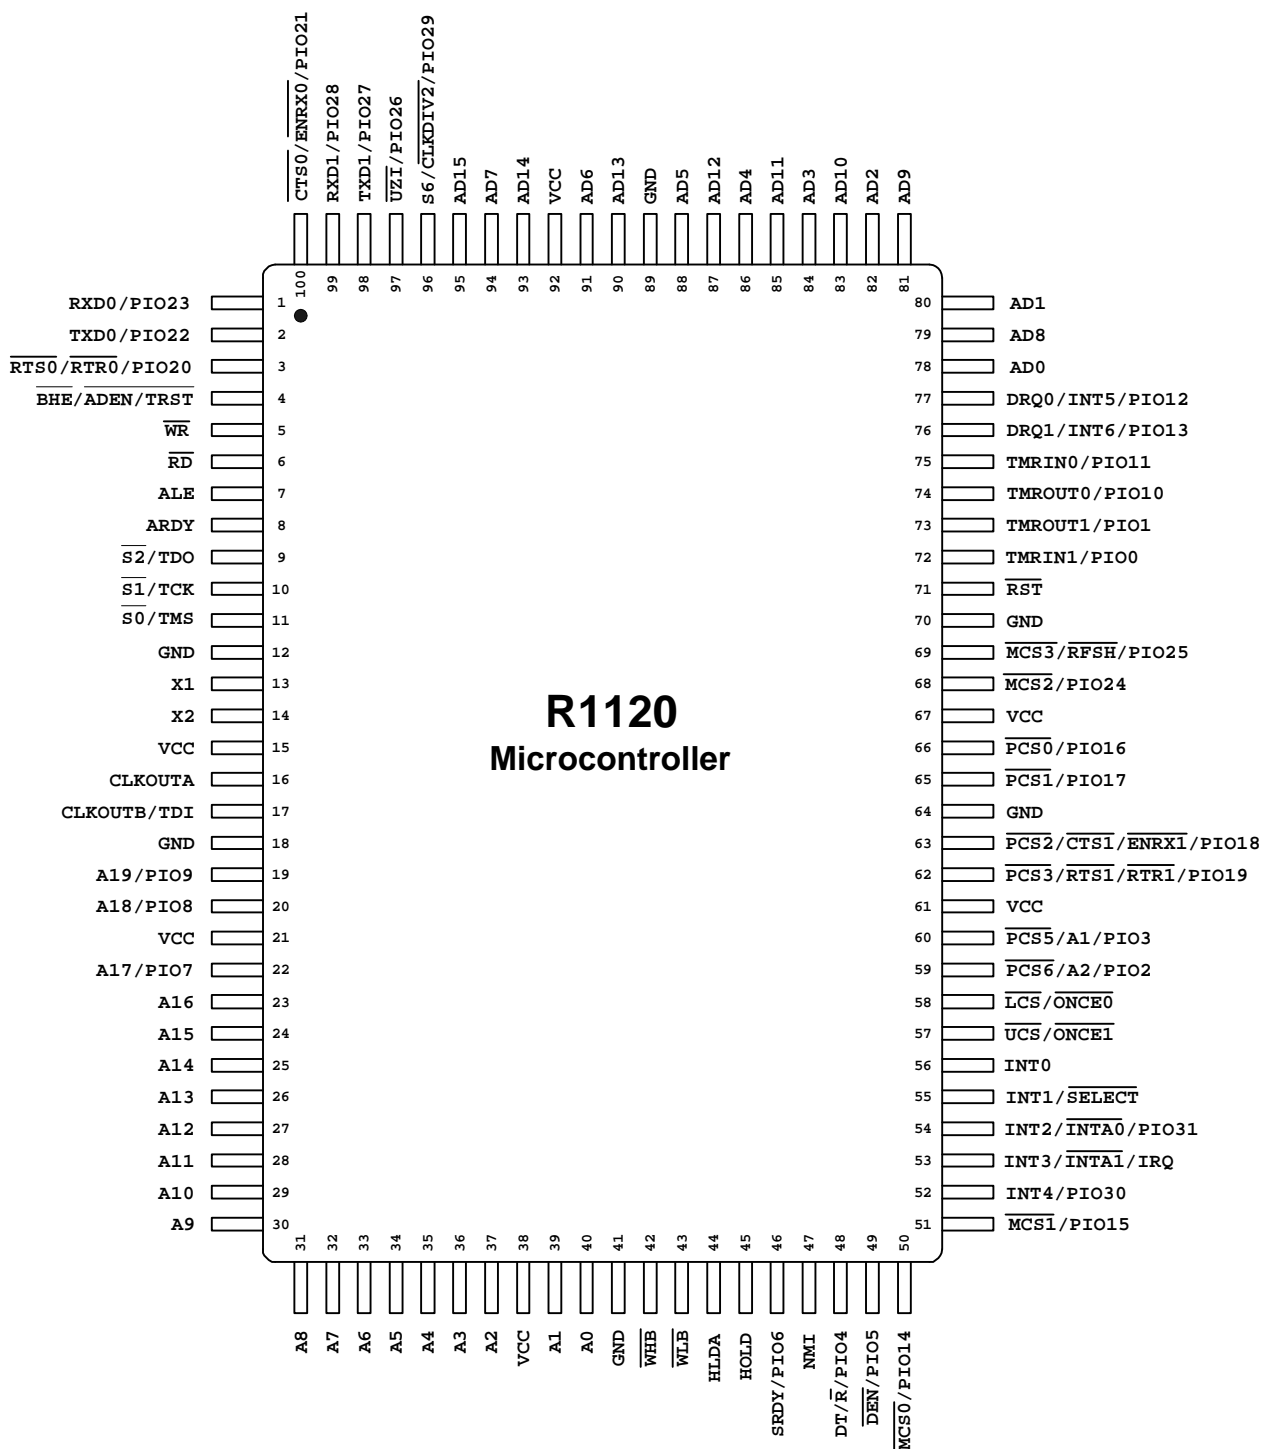 CTS0/ENRX0/PIO21
RXD1/PIO28
TXD1/PIO27
UZI/PIO26
S6/CLKDIV2/PIO29
AD15
AD7
AD14
VCC
AD6
AD13
GND
AD5
AD12
AD4
AD11
AD3
AD10
AD2
AD9
100
99
98
97
96
95
94
93
92
91
90
89
88
87
86
85
84
83
82
81
RXD0/PIO23 1
TXD0/PIO22 2
RTS0/RTR0/PIO20 3
BHE/ADEN/TRST 4
WR 5
RD 6
ALE 7
ARDY 8
S2/TDO 9
S1/TCK 10
S0/TMS 11
GND 12
X1 13
X2 14
VCC 15
CLKOUTA 16
CLKOUTB/TDI 17
GND 18
A19/PIO9 19
A18/PIO8 20
VCC 21
A17/PIO7 22
A16 23
A15 24
A14 25
A13 26
A12 27
A11 28
A10 29
A9 30
R1120
Microcontroller
80 AD1
79 AD8
78 AD0
77 DRQ0/INT5/PIO12
76 DRQ1/INT6/PIO13
75 TMRIN0/PIO11
74 TMROUT0/PIO10
73 TMROUT1/PIO1
72 TMRIN1/PIO0
71 RST
70 GND
69 MCS3/RFSH/PIO25
68 MCS2/PIO24
67 VCC
66 PCS0/PIO16
65 PCS1/PIO17
64 GND
63 PCS2/CTS1/ENRX1/PIO18
62 PCS3/RTS1/RTR1/PIO19
61 VCC
60 PCS5/A1/PIO3
59 PCS6/A2/PIO2
58 LCS/ONCE0
57 UCS/ONCE1
56 INT0
55 INT1/SELECT
54 INT2/INTA0/PIO31
53 INT3/INTA1/IRQ
52 INT4/PIO30
51 MCS1/PIO15
31
32
33
34
35
36
37
38
39
40
41
42
43
44
45
46
47
48
49
50
A8
A7
A6
A5
A4
A3
A2
VCC
A1
A0
GND
WHB
WLB
HLDA
HOLD
SRDY/PIO6
NMI
DT/R/PIO4
DEN/PIO5
MCS0/PIO14